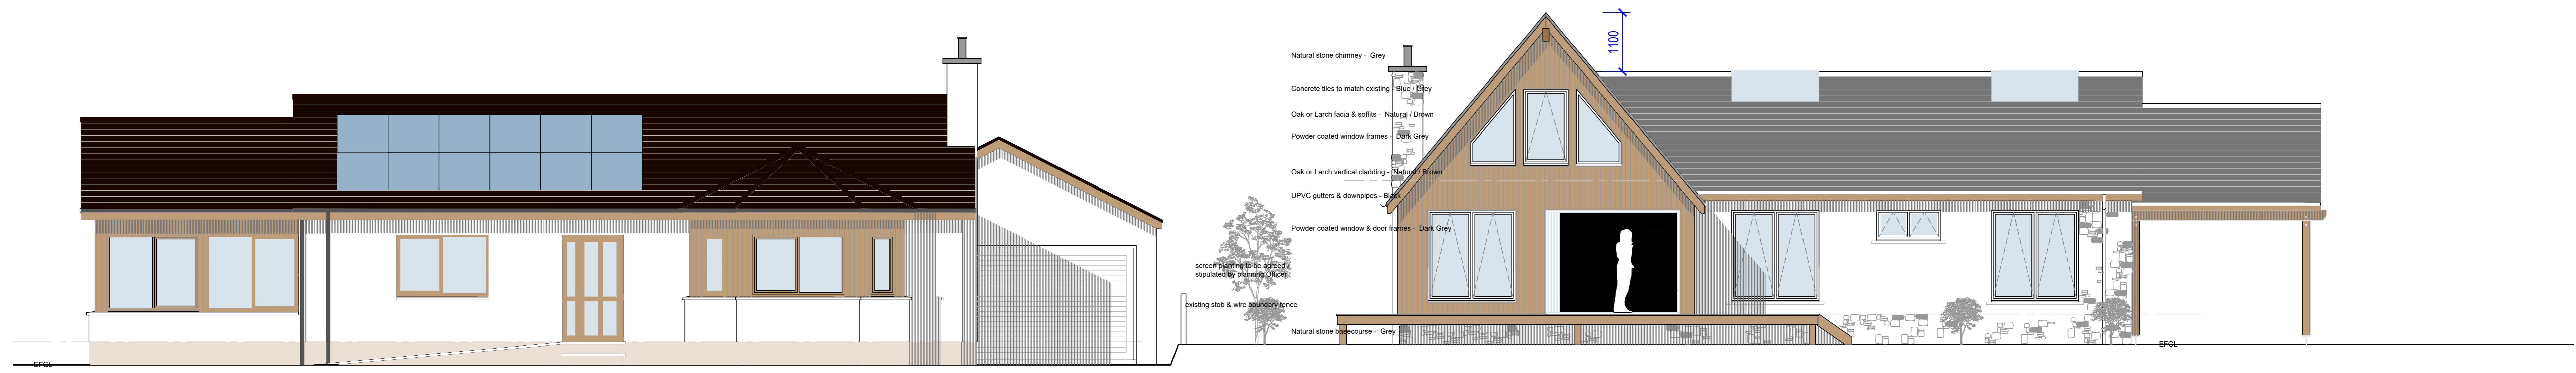 1100
Natural stone chimney - Grey
Concrete tiles to match existing - Blue / Grey
Oak or Larch facia & soffits - Natural / Brown
Powder coated window frames - Dark Grey
Oak or Larch vertical cladding - Natural / Brown
UPVC gutters & downpipes - Black
Powder coated window & door frames - Dark Grey
screen planting to be agreed /
stipulated by planning Officer
existing stob & wire boundary fence
Natural stone basecourse - Grey
EFGL
EFGL